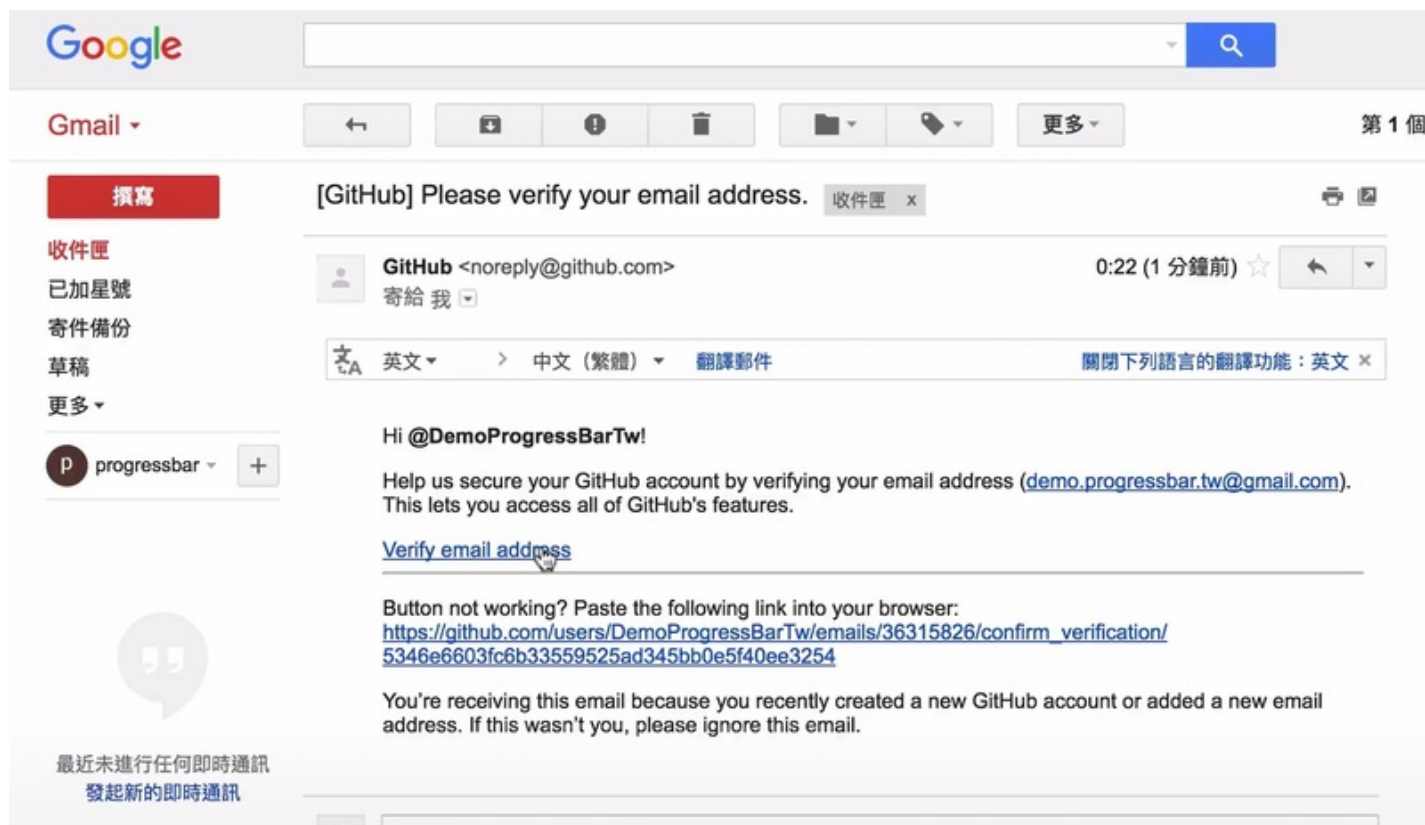 Google
Gmail
更多
第 1 個
撰寫
[GitHub] Please verify your email address. 收件匣 x
收件匣
已加星號
寄件備份
草稿
更多
p progressbar +
GitHub <noreply@github.com> 0:22 (1 分鐘前)
寄給 我
文A 英文 > 中文（繁體） 翻譯郵件 關閉下列語言的翻譯功能：英文 ×
Hi @DemoProgressBarTw!
Help us secure your GitHub account by verifying your email address (demo.progressbar.tw@gmail.com).
This lets you access all of GitHub's features.
Verify email address
Button not working? Paste the following link into your browser:
https://github.com/users/DemoProgressBarTw/emails/36315826/confirm_verification/
5346e6603fc6b33559525ad345bb0e5f40ee3254
You’re receiving this email because you recently created a new GitHub account or added a new email
address. If this wasn’t you, please ignore this email.
最近未進行任何即時通訊
發起新的即時通訊